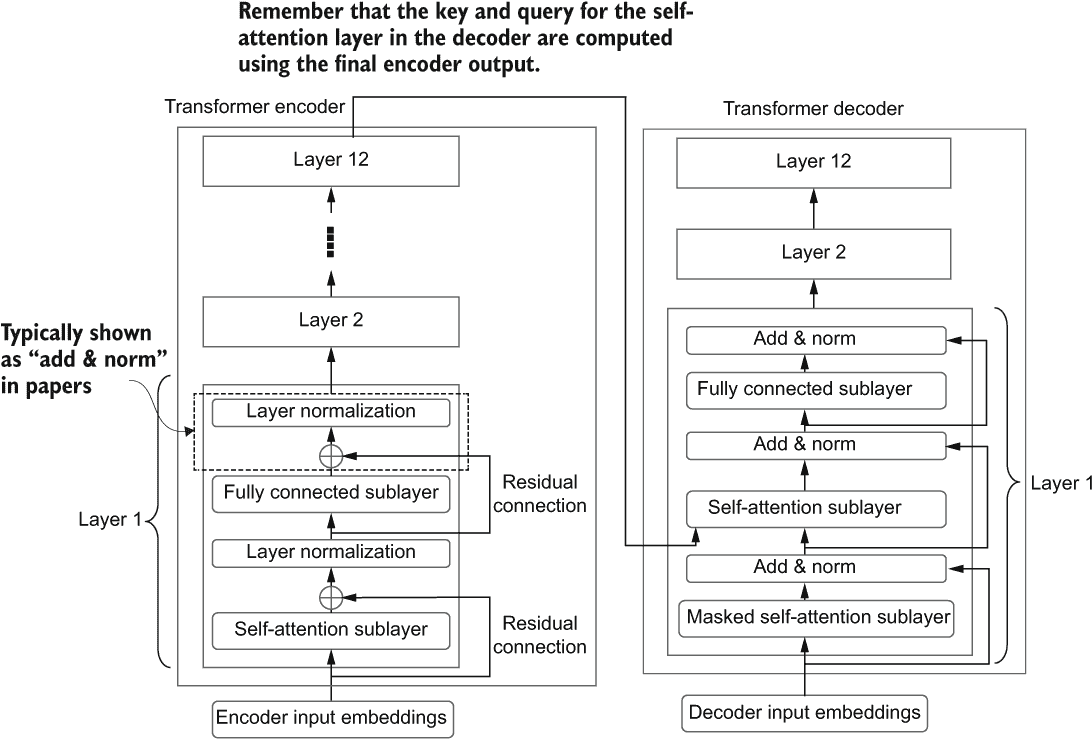 Remember that the key and query for the self-
attention layer in the decoder are computed
using the final encoder output.
Transformer encoder
Layer 12
Layer 2
Typically shown
as “add & norm”
in papers
Layer normalization
Fully connected sublayer
Residual
connection
Layer 1
Layer normalization
Self-attention sublayer
Residual
connection
Encoder input embeddings
Transformer decoder
Layer 12
Layer 2
Add & norm
Fully connected sublayer
Add & norm
Layer 1
Self-attention sublayer
Add & norm
Masked self-attention sublayer
Decoder input embeddings